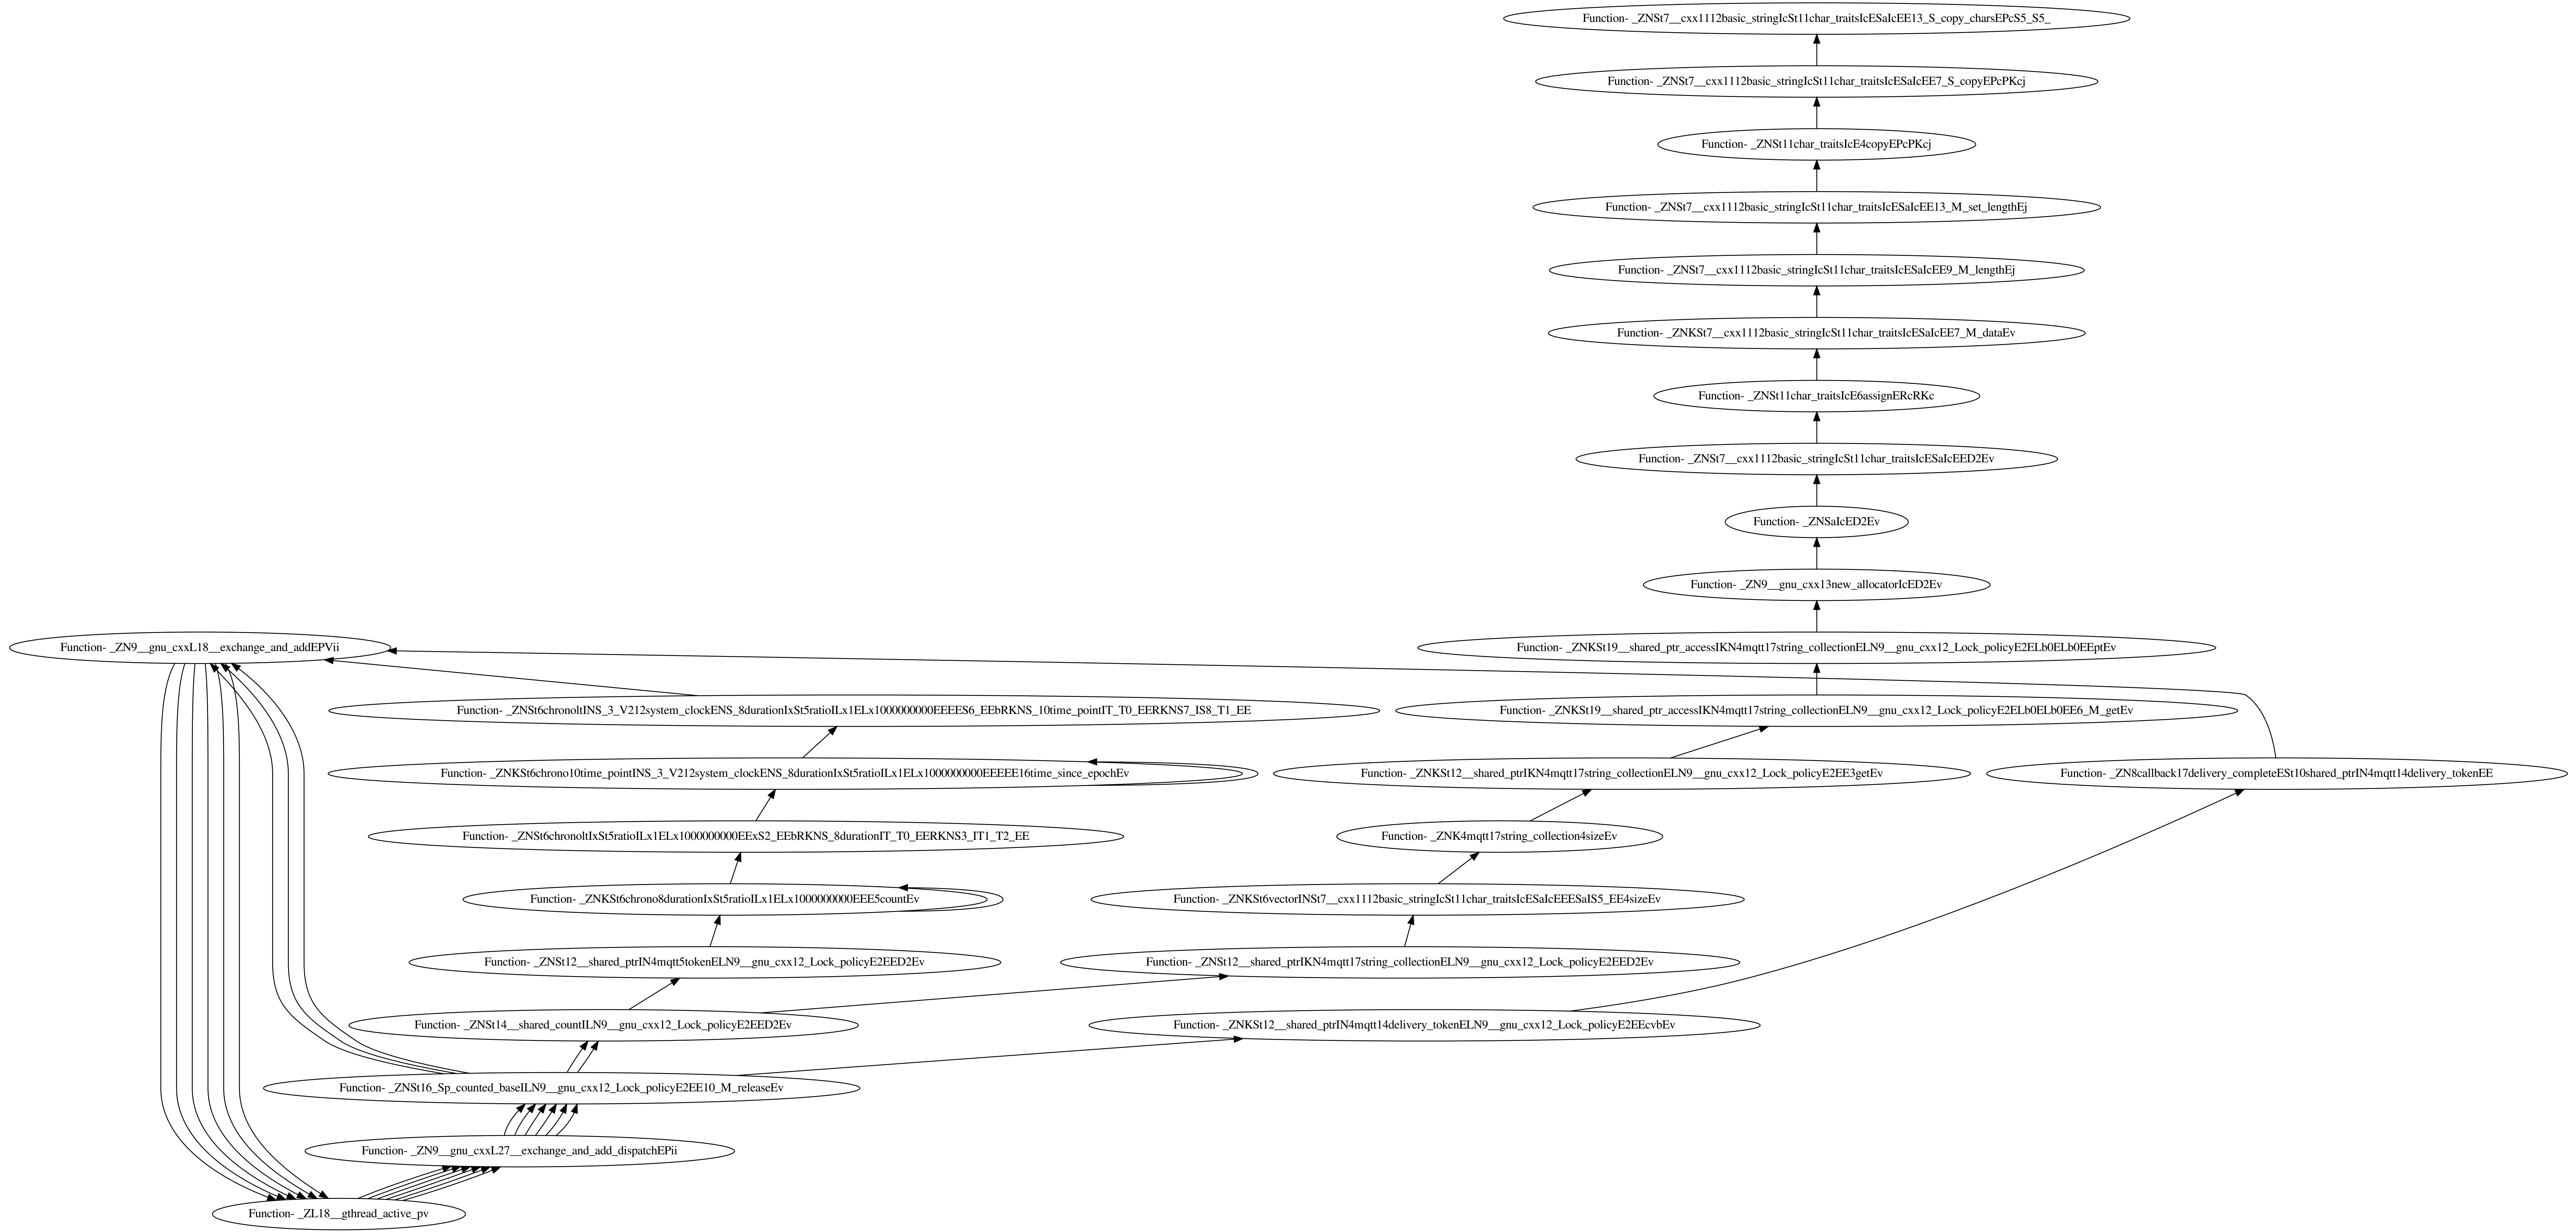 Function- _ZNSt7__cxx1112basic_stringIcSt11char_traitsIcESaIcEE13_S_copy_charsEPcS5_S5_
Function- _ZNSt7__cxx1112basic_stringIcSt11char_traitsIcESaIcEE7_S_copyEPcPKcj
Function- _ZNSt11char_traitsIcE4copyEPcPKcj
Function- _ZNSt7__cxx1112basic_stringIcSt11char_traitsIcESaIcEE13_M_set_lengthEj
Function- _ZNSt7__cxx1112basic_stringIcSt11char_traitsIcESaIcEE9_M_lengthEj
Function- _ZNKSt7__cxx1112basic_stringIcSt11char_traitsIcESaIcEE7_M_dataEv
Function- _ZNSt11char_traitsIcE6assignERcRKc
Function- _ZNSt7__cxx1112basic_stringIcSt11char_traitsIcESaIcEED2Ev
Function- _ZNSaIcED2Ev
Function- _ZN9__gnu_cxx13new_allocatorIcED2Ev
Function- _ZN9__gnu_cxxL18__exchange_and_addEPVii
Function- _ZNKSt19__shared_ptr_accessIKN4mqtt17string_collectionELN9__gnu_cxx12_Lock_policyE2ELb0ELb0EEptEv
Function- _ZNSt6chronoltINS_3_V212system_clockENS_8durationIxSt5ratioILx1ELx1000000000EEEES6_EEbRKNS_10time_pointIT_T0_EERKNS7_IS8_T1_EE
Function- _ZNKSt19__shared_ptr_accessIKN4mqtt17string_collectionELN9__gnu_cxx12_Lock_policyE2ELb0ELb0EE6_M_getEv
Function- _ZNKSt6chrono10time_pointINS_3_V212system_clockENS_8durationIxSt5ratioILx1ELx1000000000EEEEE16time_since_epochEv
Function- _ZNKSt12__shared_ptrIKN4mqtt17string_collectionELN9__gnu_cxx12_Lock_policyE2EE3getEv
Function- _ZN8callback17delivery_completeESt10shared_ptrIN4mqtt14delivery_tokenEE
Function- _ZNSt6chronoltIxSt5ratioILx1ELx1000000000EExS2_EEbRKNS_8durationIT_T0_EERKNS3_IT1_T2_EE
Function- _ZNK4mqtt17string_collection4sizeEv
Function- _ZNKSt6chrono8durationIxSt5ratioILx1ELx1000000000EEE5countEv
Function- _ZNKSt6vectorINSt7__cxx1112basic_stringIcSt11char_traitsIcESaIcEEESaIS5_EE4sizeEv
Function- _ZNSt12__shared_ptrIN4mqtt5tokenELN9__gnu_cxx12_Lock_policyE2EED2Ev
Function- _ZNSt12__shared_ptrIKN4mqtt17string_collectionELN9__gnu_cxx12_Lock_policyE2EED2Ev
Function- _ZNSt14__shared_countILN9__gnu_cxx12_Lock_policyE2EED2Ev
Function- _ZNKSt12__shared_ptrIN4mqtt14delivery_tokenELN9__gnu_cxx12_Lock_policyE2EEcvbEv
Function- _ZNSt16_Sp_counted_baseILN9__gnu_cxx12_Lock_policyE2EE10_M_releaseEv
Function- _ZN9__gnu_cxxL27__exchange_and_add_dispatchEPii
Function- _ZL18__gthread_active_pv